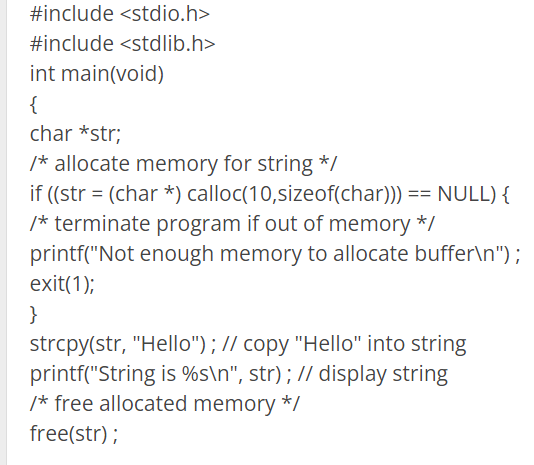 #include <stdio.h>
#include <stdlib.h>
int main(void)
{
char *str;
/* allocate memory for string */
if ((str = (char *) calloc(10,sizeof(char))) == NULL) {
/* terminate program if out of memory */
printf("Not enough memory to allocate buffer\n") ;
exit(1);
}
strcpy(str, "Hello") ; // copy "Hello" into string
printf("String is %s\n", str) ; // display string
/* free allocated memory */
free(str) ;